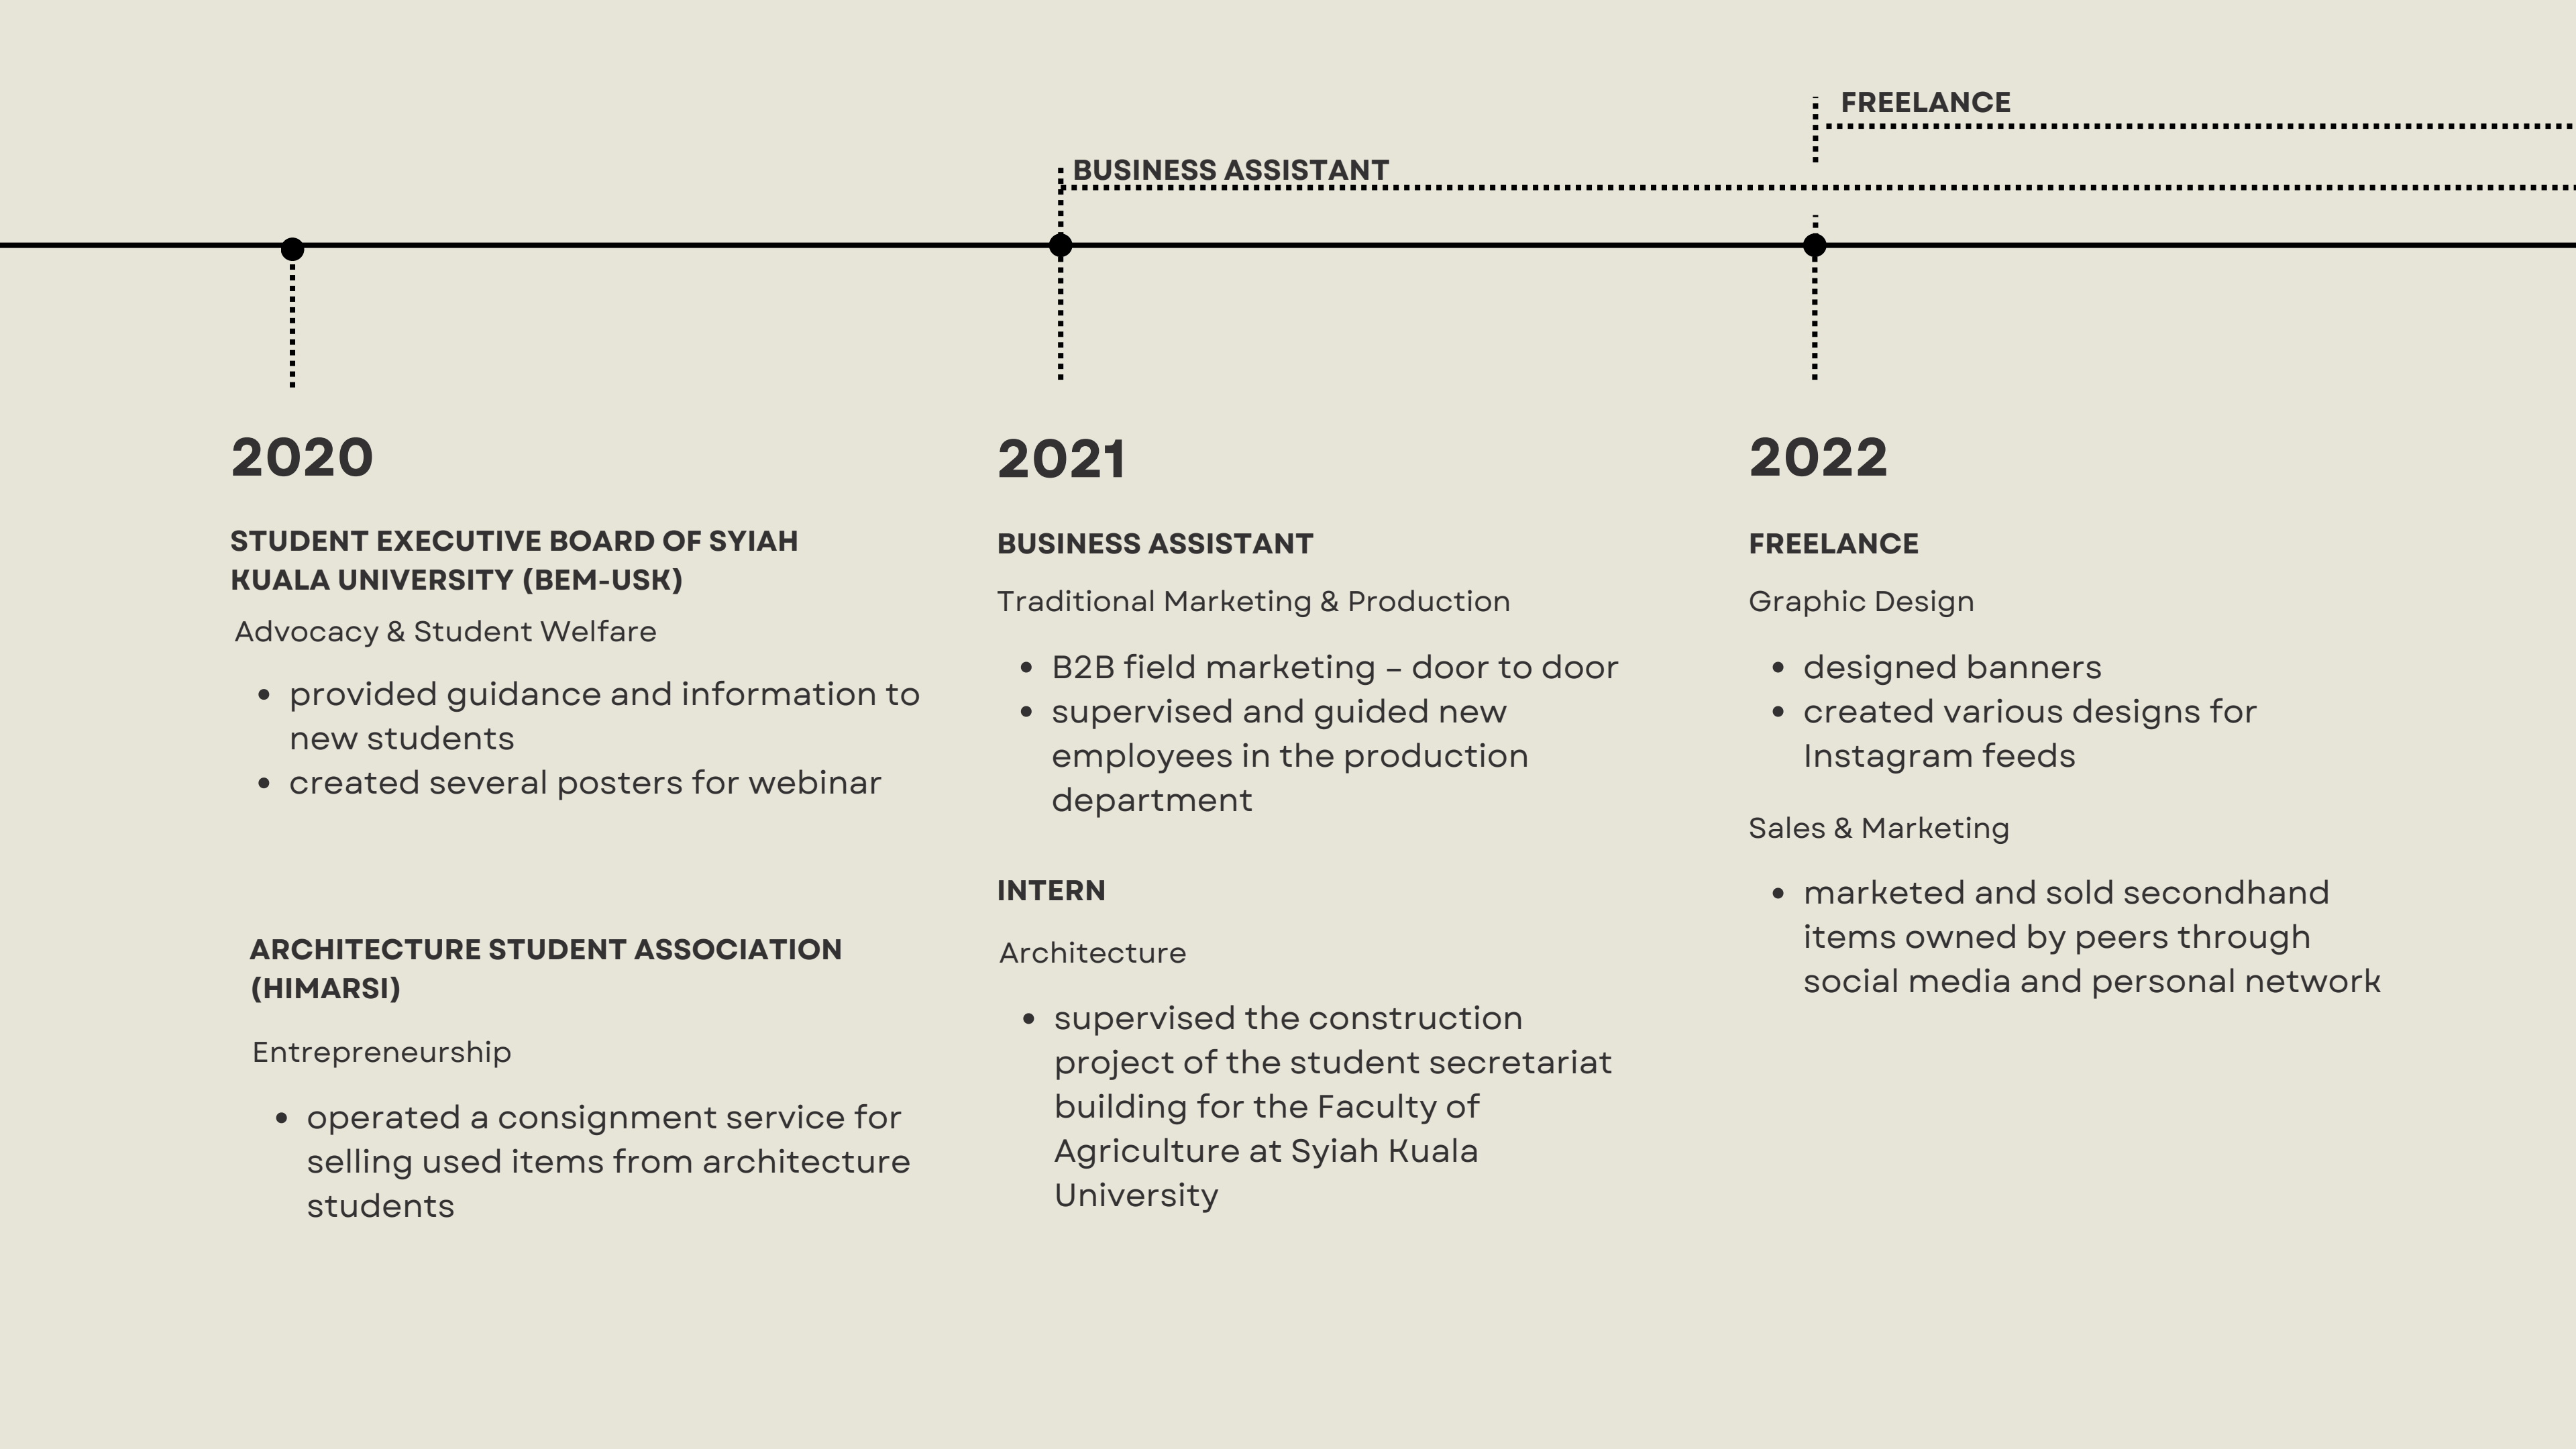 FREELANCE
BUSINESS ASSISTANT
2020
STUDENT EXECUTIVE BOARD OF SYIAH
KUALA UNIVERSITY (BEM-USK)
Advocacy & Student Welfare
• provided guidance and information to
new students
• created several posters for webinar
ARCHITECTURE STUDENT ASSOCIATION
(HIMARSI)
Entrepreneurship
• operated a consignment service for
selling used items from architecture
students
2021
BUSINESS ASSISTANT
Traditional Marketing & Production
• B2B field marketing – door to door
• supervised and guided new
employees in the production
department
INTERN
Architecture
• supervised the construction
project of the student secretariat
building for the Faculty of
Agriculture at Syiah Kuala
University
2022
FREELANCE
Graphic Design
• designed banners
• created various designs for
Instagram feeds
Sales & Marketing
• marketed and sold secondhand
items owned by peers through
social media and personal network